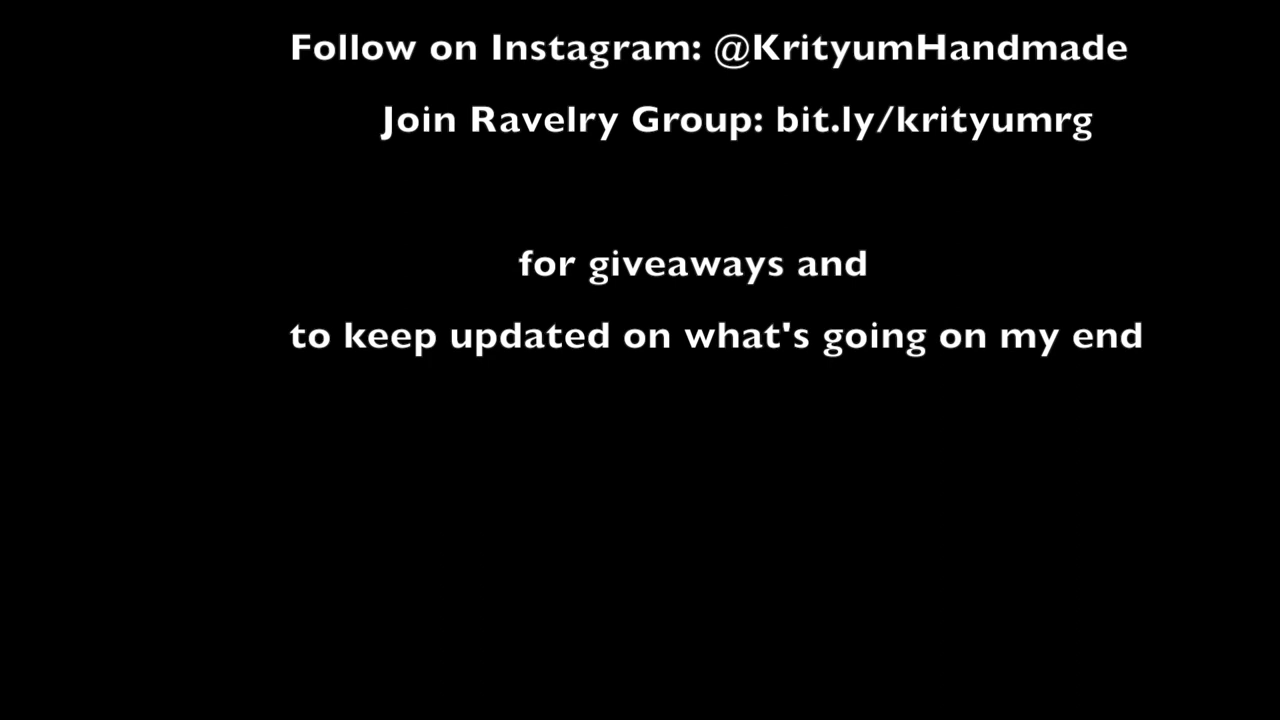 Follow on Instagram: @KrityumHandmade
Join Ravelry Group: bit.ly/krityumrg
for giveaways and
to keep updated on what's going on my end